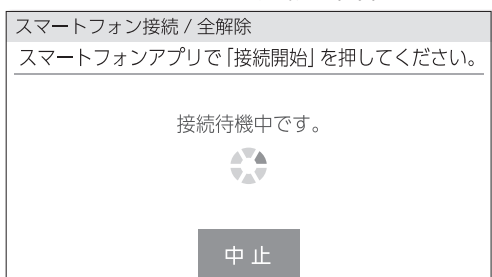 スマートフォン接続 / 全解除
スマートフォンアプリで「接続開始」を押してください。
接続待機中です。
中 止